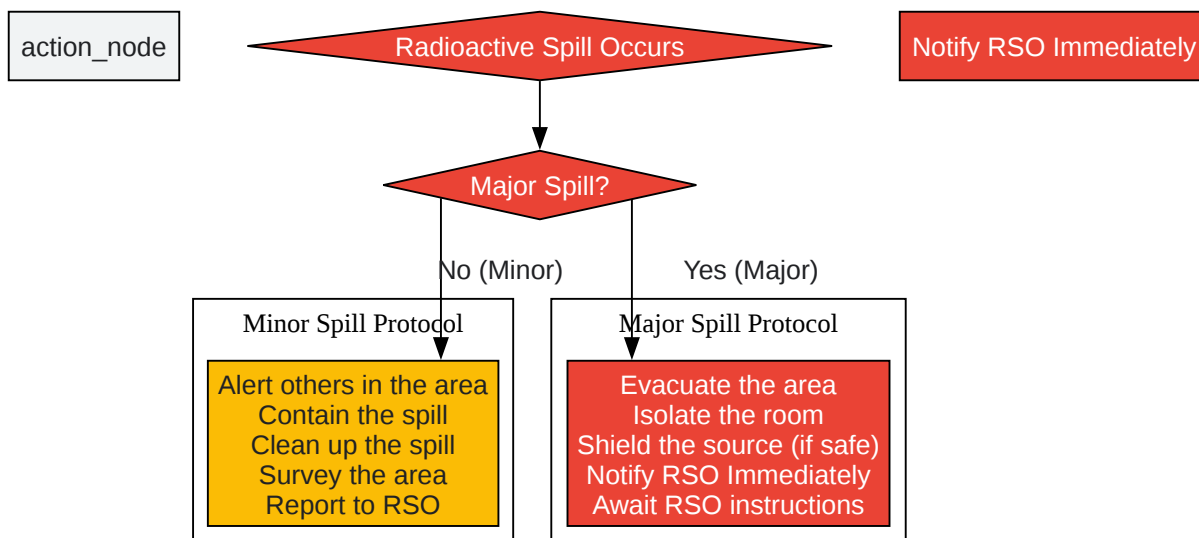 action_node
Radioactive Spill Occurs
Notify RSO Immediately
Major Spill?
No (Minor)
Yes (Major)
Minor Spill Protocol
Alert others in the area
Contain the spill
Clean up the spill
Survey the area
Report to RSO
Major Spill Protocol
Evacuate the area
Isolate the room
Shield the source (if safe)
Notify RSO Immediately
Await RSO instructions